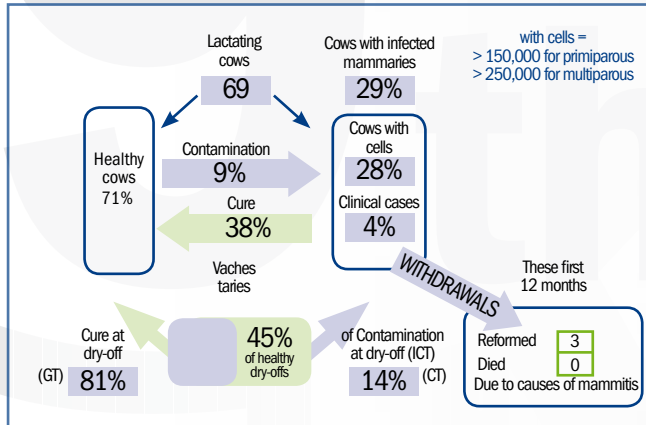 Lactating
cows
69
Cows with infected
mammaries
29%
with cells =
> 150,000 for primiparous
> 250,000 for multiparous
Healthy
cows
71%
Contamination
9%
Cure
38%
Cows with
cells
28%
Clinical cases
4%
WITHDRAWALS
These first
12 months
Reformed 3
Died 0
Due to causes of mammitis
Vaches
taries
Cure at
dry-off
(GT) 81%
45%
of healthy
dry-offs
of Contamination
at dry-off (ICT)
14% (CT)